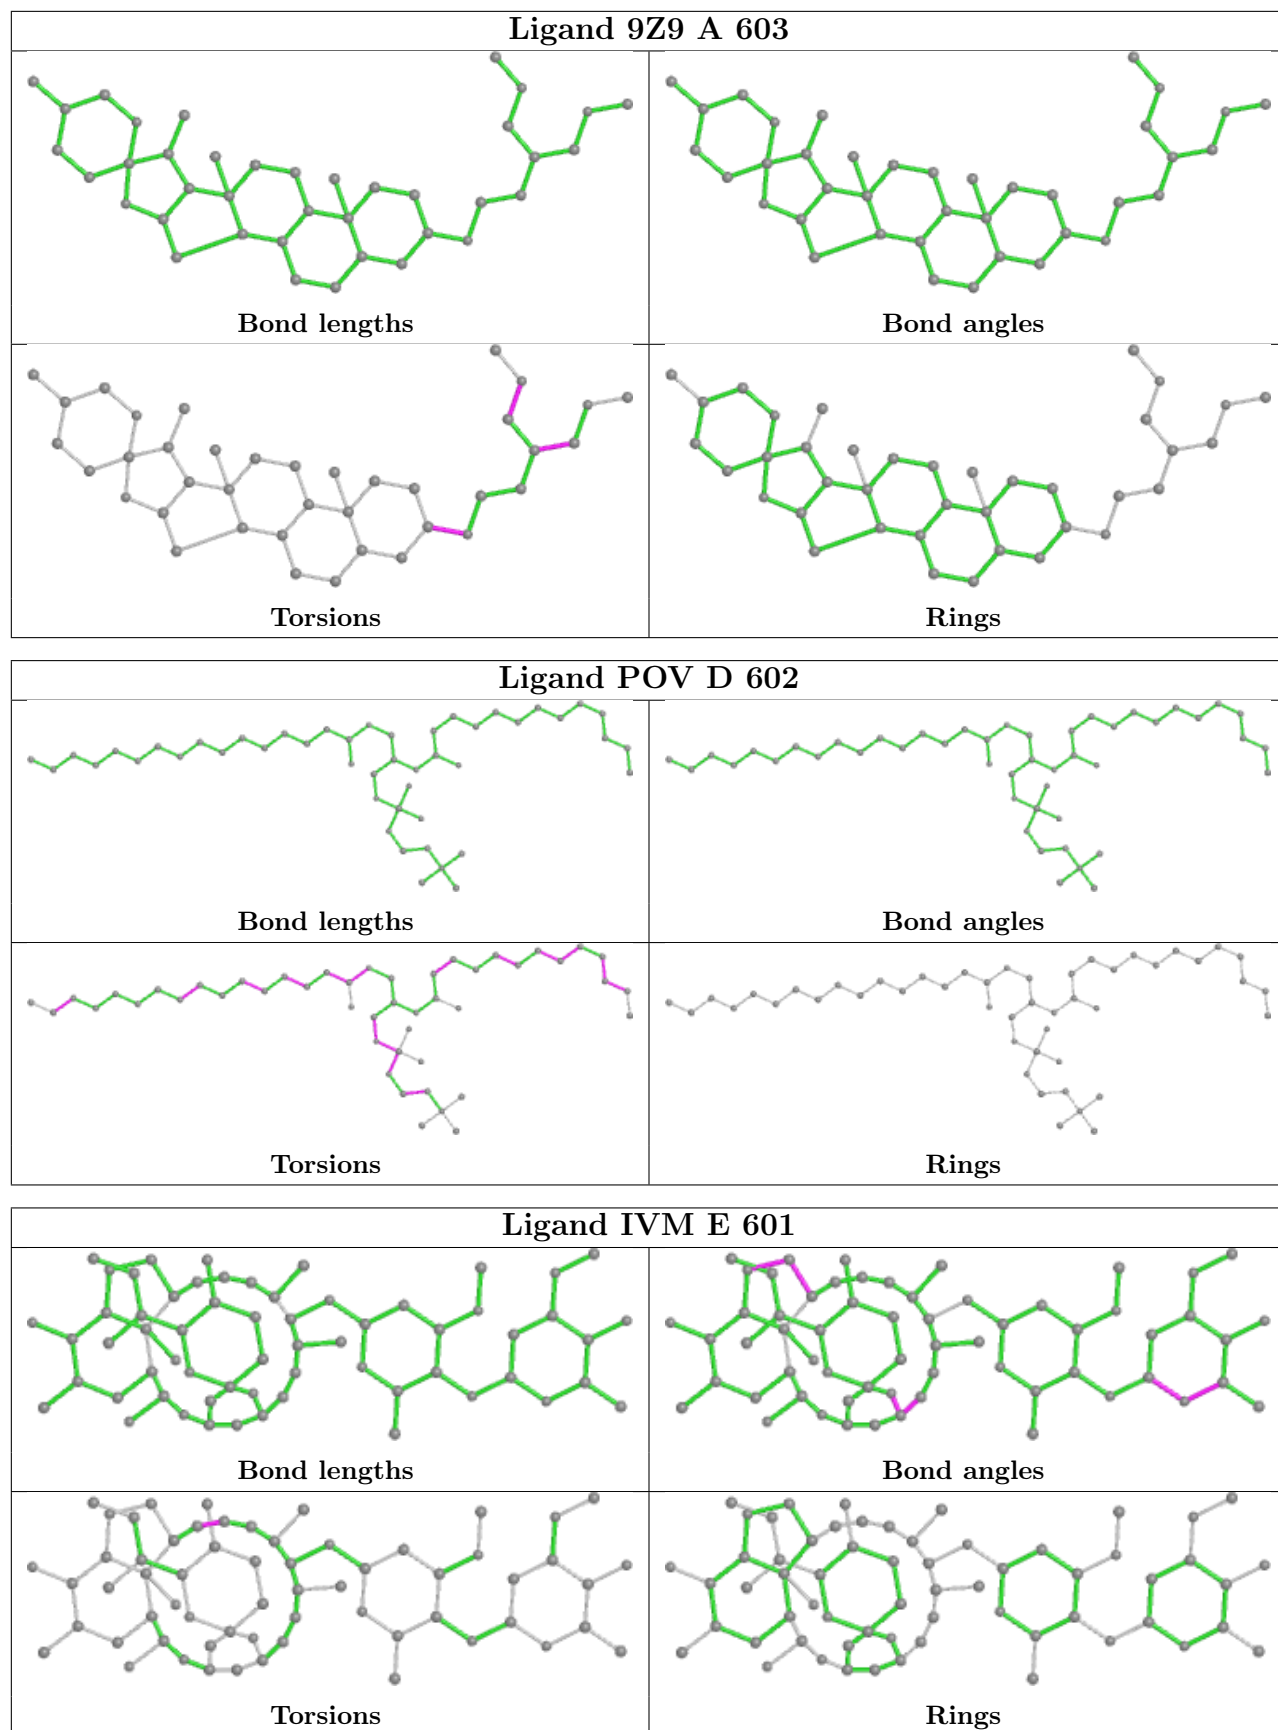 Ligand 9Z9 A 603
Bond lengths
Bond angles
Torsions
Rings
Ligand POV D 602
Bond lengths
Bond angles
Torsions
Rings
Ligand IVM E 601
Bond lengths
Bond angles
Torsions
Rings